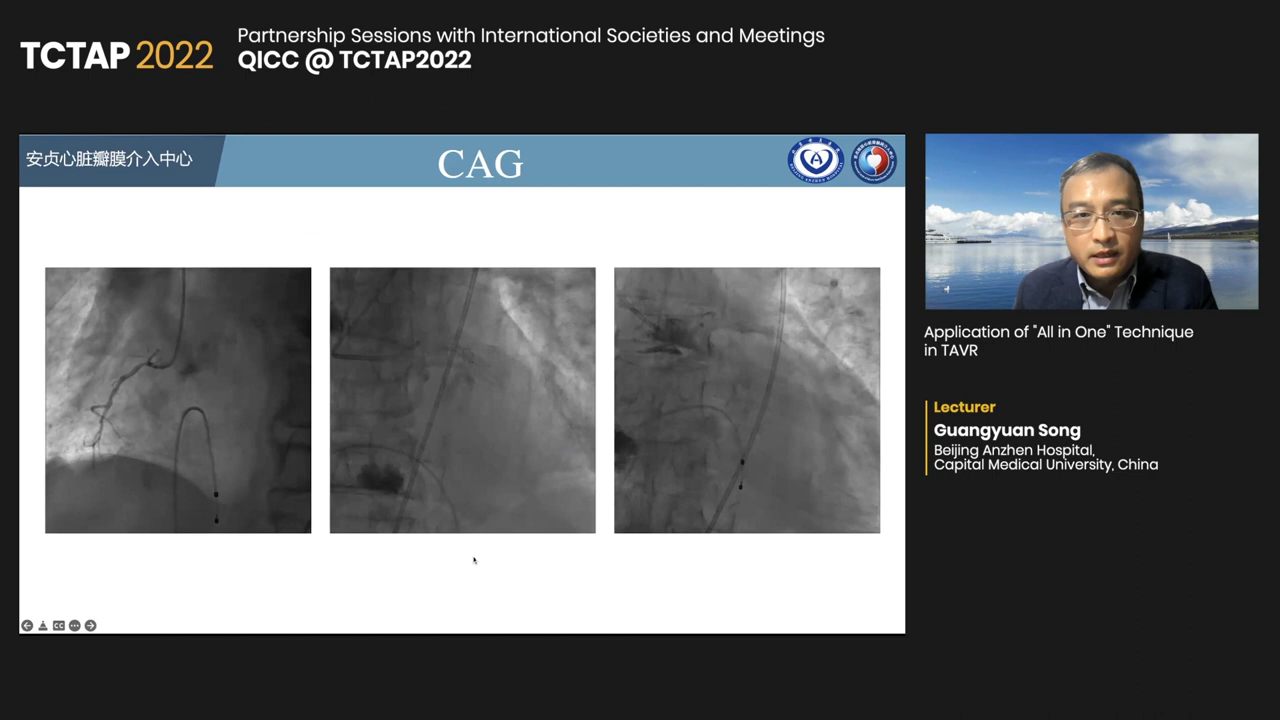 TCTAP 2022
Partnership Sessions with International Societies and Meetings
QICC @ TCTAP2022
安贞心脏瓣膜介入中心
CAG
Application of "All in One" Technique
in TAVR
Lecturer
Guangyuan Song
Beijing Anzhen Hospital,
Capital Medical University, China